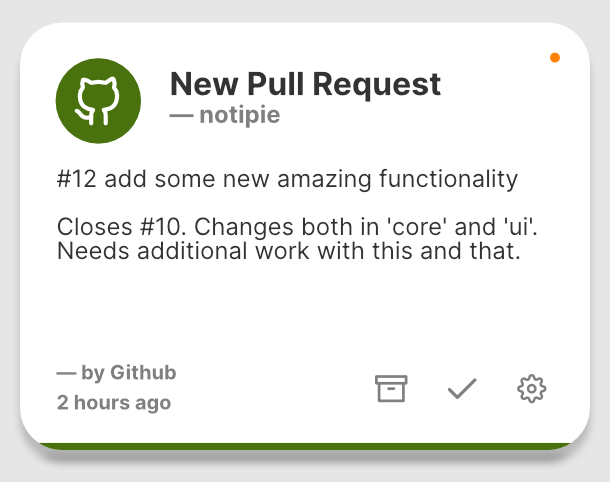 New Pull Request
— notipie
#12 add some new amazing functionality
Closes #10. Changes both in 'core' and 'ui'.
Needs additional work with this and that.
— by Github
2 hours ago